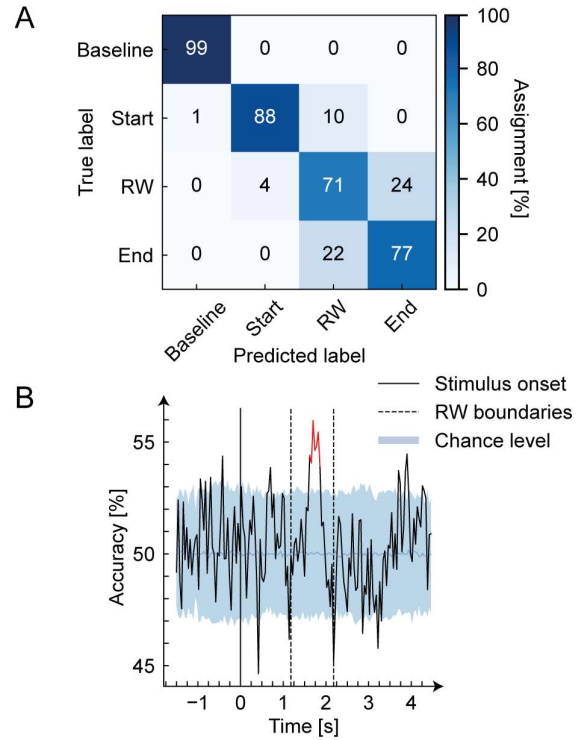 A
True label
Baseline 99 0 0 0
Start 1 88 10 0
RW 0 4 71 24
End 0 0 22 77
Baseline Start RW End
Predicted label
100
80
60
40
20
0
Assignment [%]
B
Stimulus onset
RW boundaries
Chance level
Accuracy [%]
55
50
45
−1 0 1 2 3 4
Time [s]